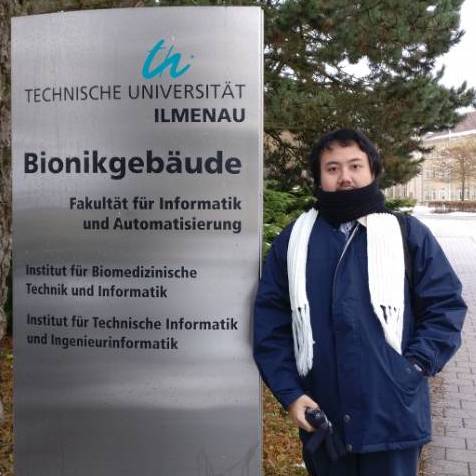 th
TECHNISCHE UNIVERSITÄT
ILMENAU
Bionikgebäude
Fakultät für Informatik
und Automatisierung
Institut für Biomedizinische
Technik und Informatik
Institut für Technische Informatik
und Ingenieurinformatik